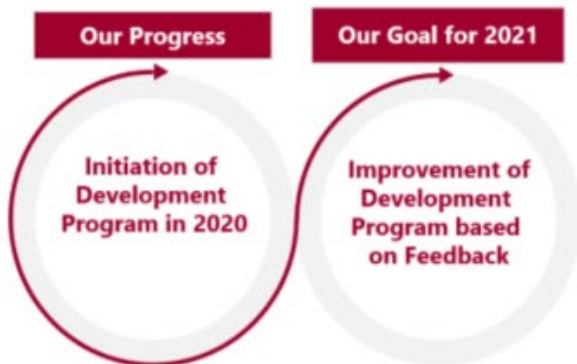 Our Progress
Our Goal for 2021
Initiation of
Development
Program in 2020
Improvement of
Development
Program based
on Feedback